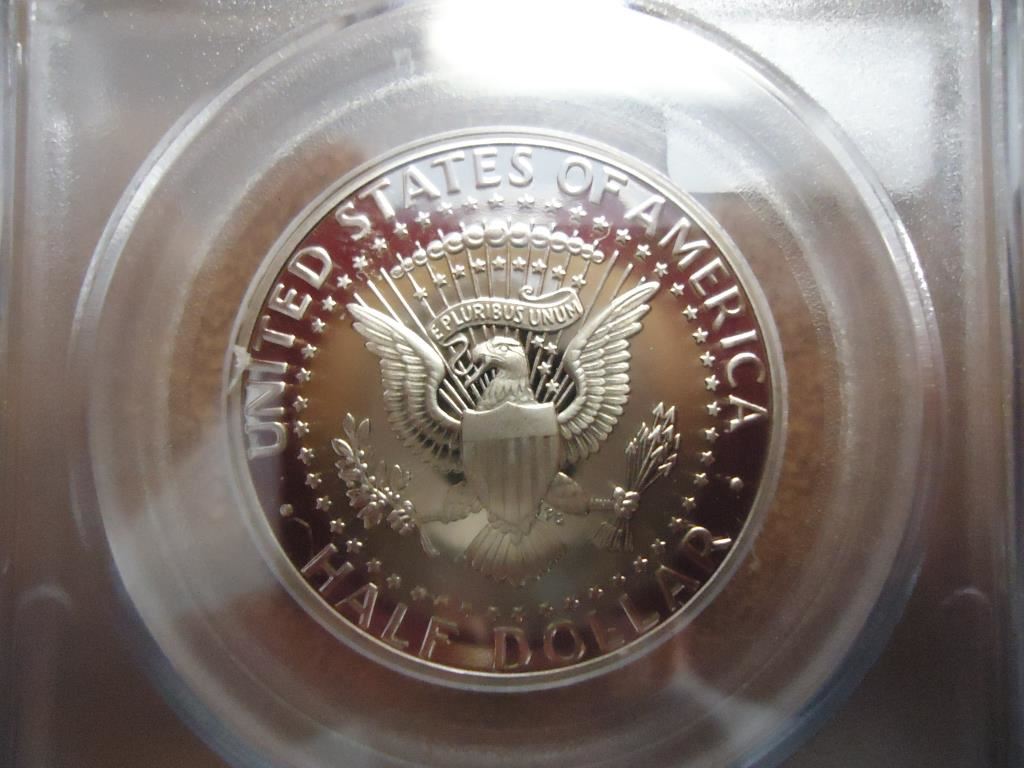 UNITED STATES OF AMERICA
E PLURIBUS UNUM
HALF DOLLAR